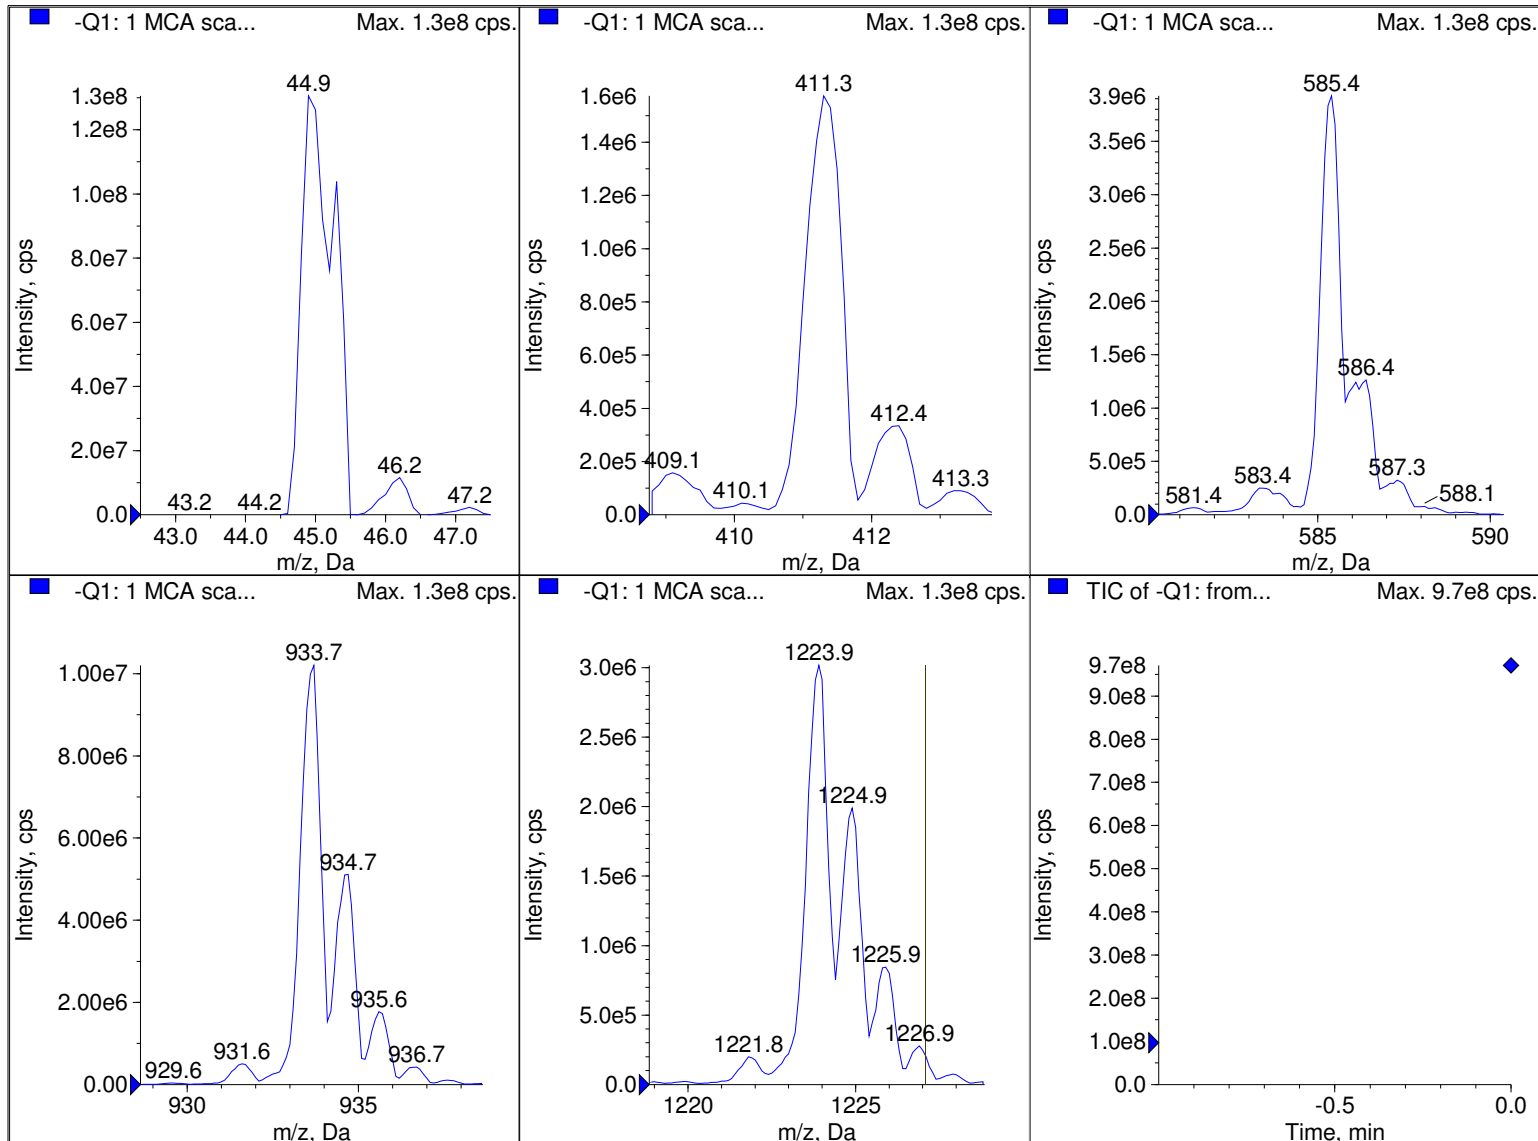 -Q1: 1 MCA sca... Max. 1.3e8 cps.
44.9
1.3e8
1.2e8
1.0e8
8.0e7
6.0e7
4.0e7
2.0e7
0.0
46.2
43.2 44.2 47.2
43.0 44.0 45.0 46.0 47.0
m/z, Da
Intensity, cps
-Q1: 1 MCA sca... Max. 1.3e8 cps.
411.3
1.6e6
1.4e6
1.2e6
1.0e6
8.0e5
6.0e5
4.0e5
2.0e5
0.0
412.4
409.1
410.1 413.3
410 412
m/z, Da
Intensity, cps
-Q1: 1 MCA sca... Max. 1.3e8 cps.
585.4
3.9e6
3.5e6
3.0e6
2.5e6
2.0e6
1.5e6
1.0e6
5.0e5
0.0
586.4
581.4 583.4 587.3 588.1
585 590
m/z, Da
Intensity, cps
-Q1: 1 MCA sca... Max. 1.3e8 cps.
933.7
1.00e7
8.00e6
6.00e6
4.00e6
2.00e6
0.00
934.7
935.6
929.6 931.6 936.7
930 935
m/z, Da
Intensity, cps
-Q1: 1 MCA sca... Max. 1.3e8 cps.
1223.9
3.0e6
2.5e6
2.0e6
1.5e6
1.0e6
5.0e5
0.0
1224.9
1225.9
1221.8 1226.9
1220 1225
m/z, Da
Intensity, cps
TIC of -Q1: from... Max. 9.7e8 cps.
9.7e8
9.0e8
8.0e8
7.0e8
6.0e8
5.0e8
4.0e8
3.0e8
2.0e8
1.0e8
0.0
-0.5 0.0
Time, min
Intensity, cps